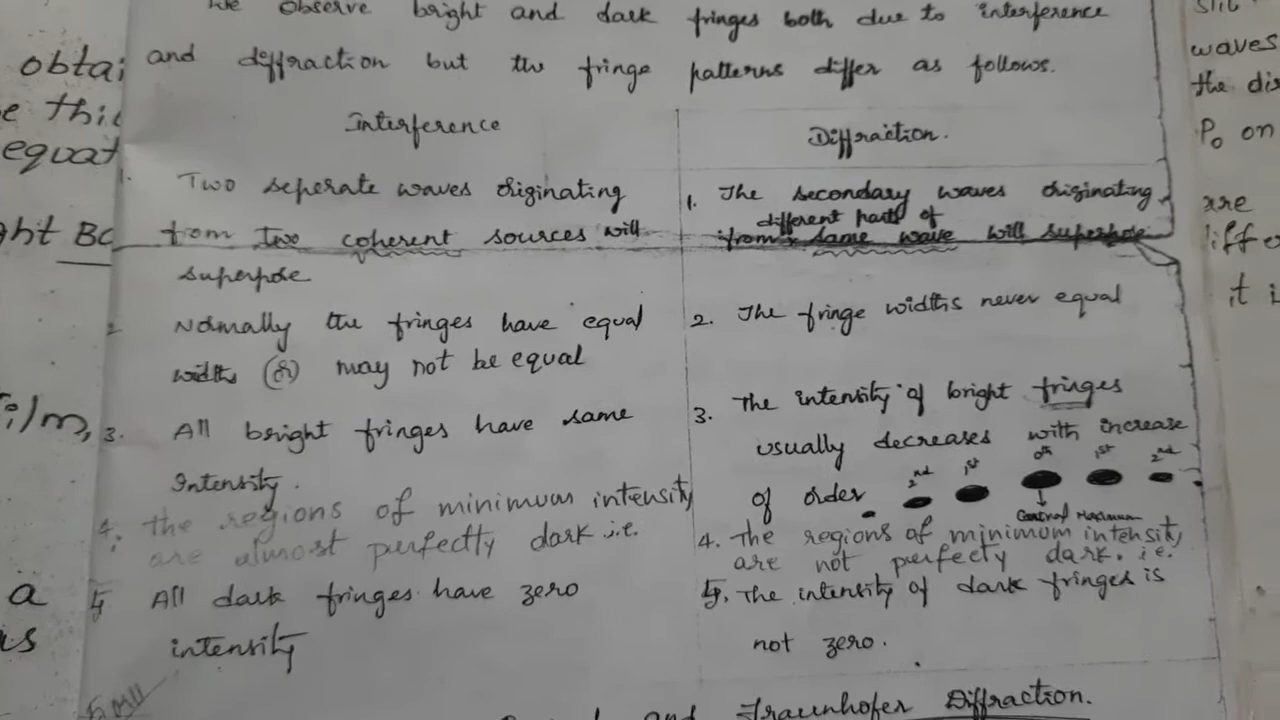 We observe bright and dark fringes both due to interference
and diffraction but the fringe patterns differ as follows.
Interference
1. Two seperate waves originating
from two coherent sources will
superpose
2 Normally the fringes have equal
widths (or) may not be equal
3. All bright fringes have same
Intensity.
4. the regions of minimum intensity
are almost perfectly dark i.e.
5 All dark fringes have zero
intensity
Diffraction.
1. The secondary waves originating
different parts of
from same wave will superpose
2. The fringe widths never equal
3. The intensity of bright fringes
usually decreases with increase
of order
2nd 1st 0th 1st 2nd
Central Maximum
4. The regions of minimum intensity
are not perfectly dark. i.e.
5. The intensity of dark fringes is
not zero.
and Fraunhofer Diffraction.
obtai
e thic
equat
ght Bo
a
is
slit
waves
the dis
P₀ on
are
diffe
it i